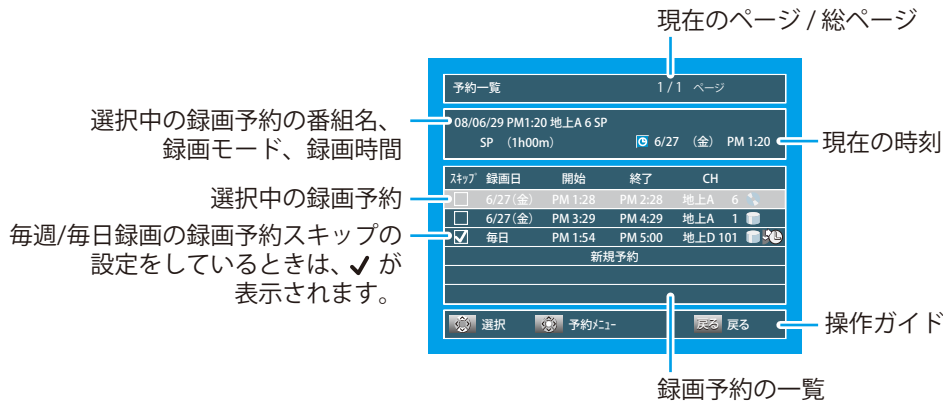 現在のページ / 総ページ
予約一覧 1 / 1 ページ
選択中の録画予約の番組名、
録画モード、録画時間
08/06/29 PM1:20 地上A 6 SP
SP (1h00m) 6/27 (金) PM 1:20
現在の時刻
ｽｷｯﾌﾟ 録画日 開始 終了 CH
選択中の録画予約
6/27(金) PM 1:28 PM 2:28 地上A 6
6/27(金) PM 3:29 PM 4:29 地上A 1
毎週/毎日録画の録画予約スキップの
設定をしているときは、✓ が
表示されます。
毎日 PM 1:54 PM 5:00 地上D 101
新規予約
選択 予約ﾒﾆｭｰ 戻る 戻る
操作ガイド
録画予約の一覧